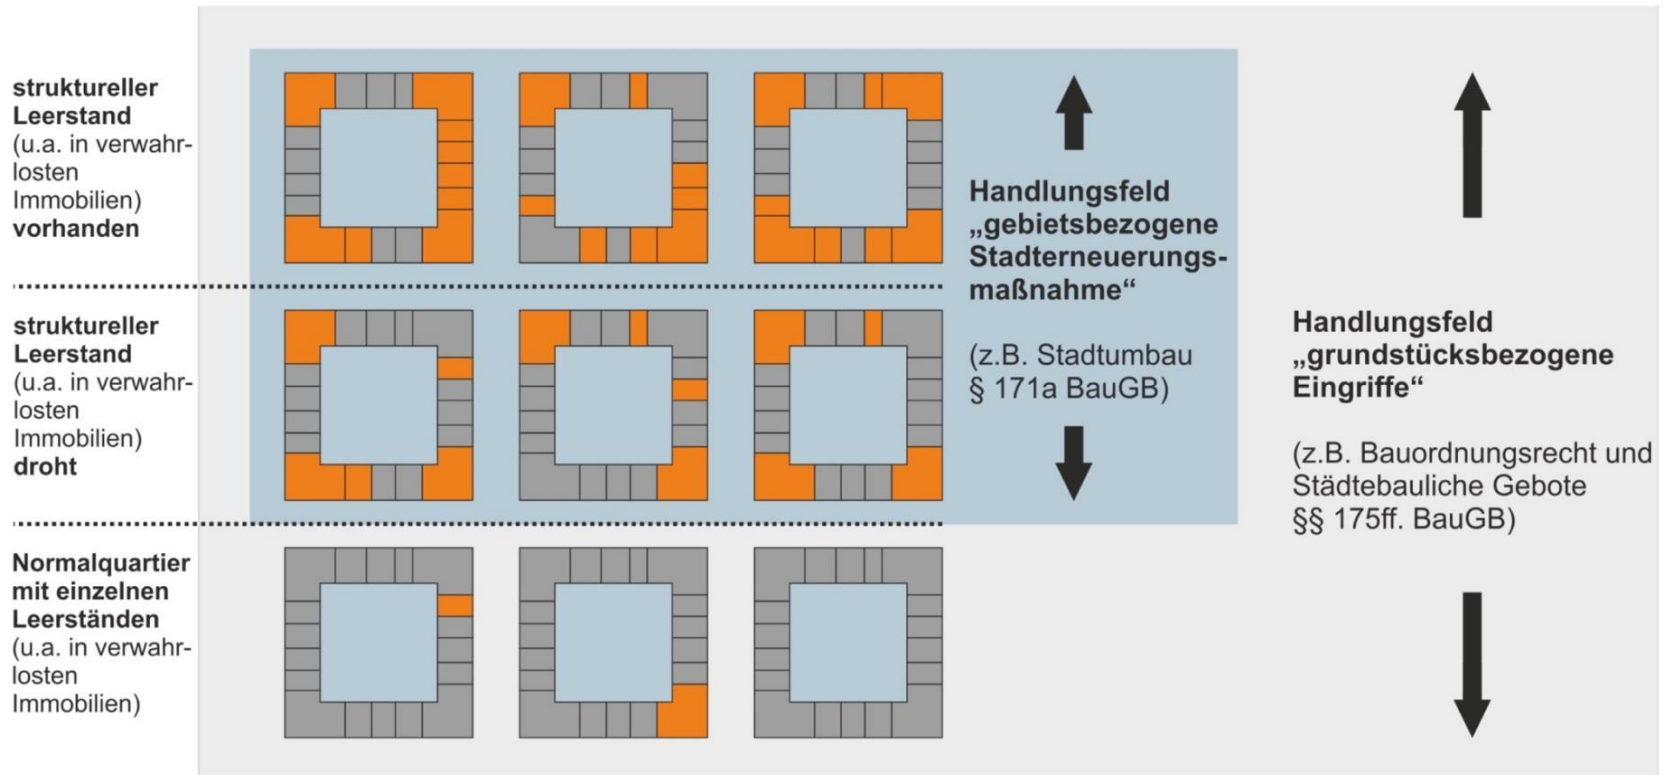 struktureller
Leerstand
(u.a. in verwahr-
losten
Immobilien)
vorhanden
struktureller
Leerstand
(u.a. in verwahr-
losten
Immobilien)
droht
Normalquartier
mit einzelnen
Leerständen
(u.a. in verwahr-
losten
Immobilien)
Handlungsfeld
„gebietsbezogene
Stadterneuerungs-
maßnahme“
(z.B. Stadtumbau
§ 171a BauGB)
Handlungsfeld
„grundstücksbezogene
Eingriffe“
(z.B. Bauordnungsrecht und
Städtebauliche Gebote
§§ 175ff. BauGB)